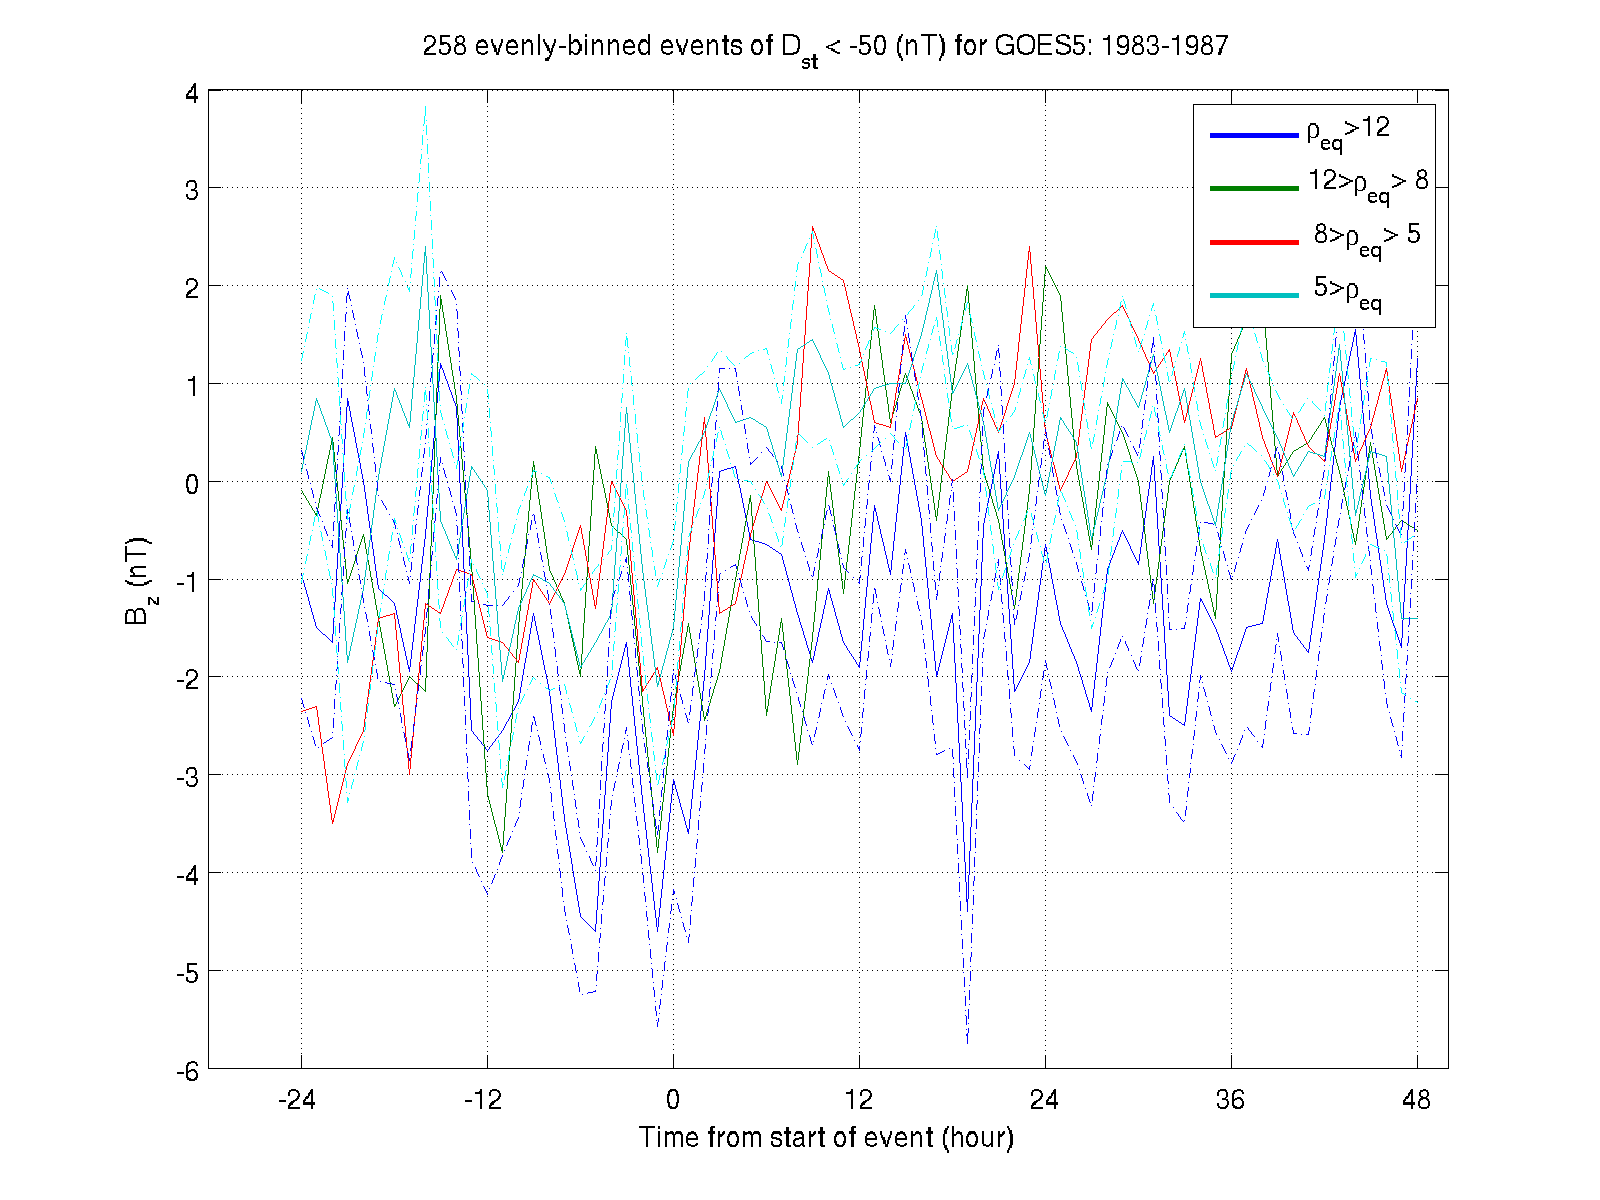 258 evenly-binned events of Dst < -50 (nT) for GOES5: 1983-1987
4
3
2
1
0
-1
-2
-3
-4
-5
-6
Bz (nT)
ρeq>12
12>ρeq> 8
8>ρeq> 5
5>ρeq
-24
-12
0
12
24
36
48
Time from start of event (hour)